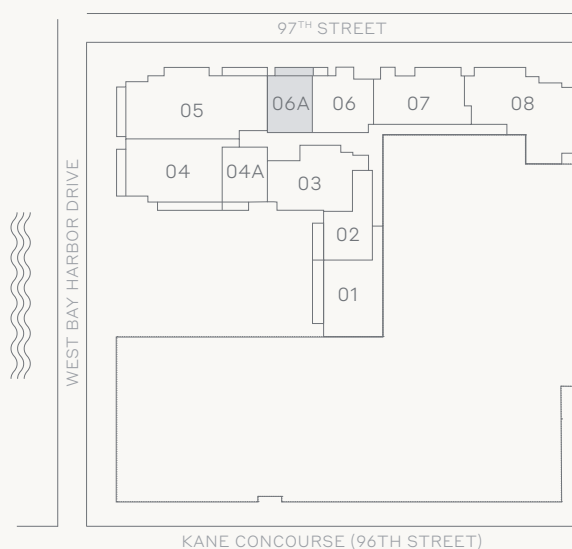 97TH STREET
05
06A
06
07
08
04
04A
03
02
01
WEST BAY HARBOR DRIVE
KANE CONCOURSE (96TH STREET)